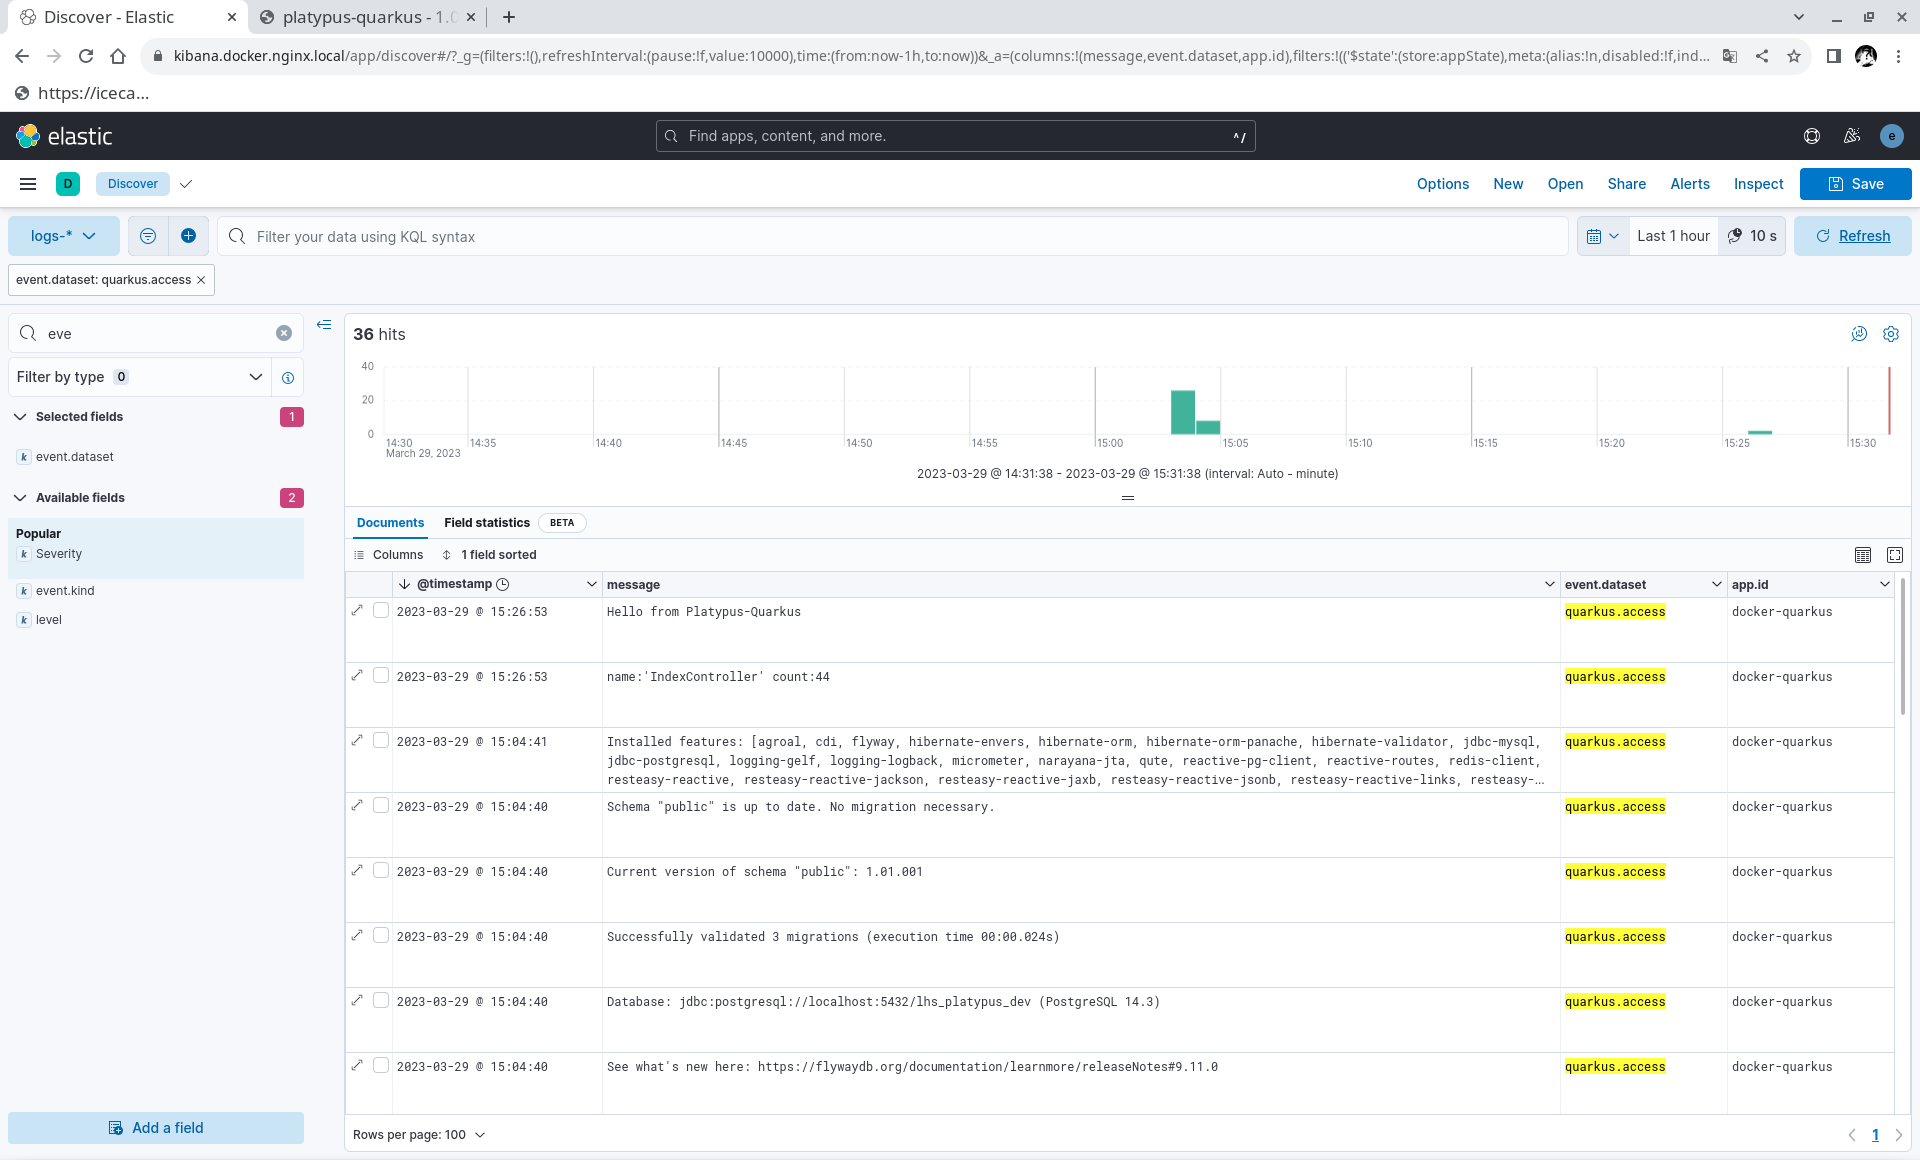 Discover - Elastic
platypus-quarkus - 1.0
kibana.docker.nginx.local/app/discover#/?_g=(filters:!(),refreshInterval:(pause:!f,value:10000),time:(from:now-1h,to:now))&_a=(columns:!(message,event.dataset,app.id),filters:!(('$state':(store:appState),meta:(alias:!n,disabled:!f,ind...
https://iceca...
elastic
Find apps, content, and more.
^/
e
D
Discover
Options
New
Open
Share
Alerts
Inspect
Save
logs-*
Filter your data using KQL syntax
Last 1 hour
10 s
Refresh
event.dataset: quarkus.access
eve
36 hits
Filter by type 0
Selected fields
1
event.dataset
Available fields
2
Popular
k Severity
k event.kind
k level
Add a field
40
20
0
14:30
14:35
14:40
14:45
14:50
14:55
15:00
15:05
15:10
15:15
15:20
15:25
15:30
March 29, 2023
2023-03-29 @ 14:31:38 - 2023-03-29 @ 15:31:38 (interval: Auto - minute)
Documents
Field statistics
BETA
Columns
1 field sorted
@timestamp
message
event.dataset
app.id
2023-03-29 @ 15:26:53
Hello from Platypus-Quarkus
quarkus.access
docker-quarkus
2023-03-29 @ 15:26:53
name:'IndexController' count:44
quarkus.access
docker-quarkus
2023-03-29 @ 15:04:41
Installed features: [agroal, cdi, flyway, hibernate-envers, hibernate-orm, hibernate-orm-panache, hibernate-validator, jdbc-mysql,
jdbc-postgresql, logging-gelf, logging-logback, micrometer, narayana-jta, qute, reactive-pg-client, reactive-routes, redis-client,
resteasy-reactive, resteasy-reactive-jackson, resteasy-reactive-jaxb, resteasy-reactive-jsonb, resteasy-reactive-links, resteasy-...
quarkus.access
docker-quarkus
2023-03-29 @ 15:04:40
Schema "public" is up to date. No migration necessary.
quarkus.access
docker-quarkus
2023-03-29 @ 15:04:40
Current version of schema "public": 1.01.001
quarkus.access
docker-quarkus
2023-03-29 @ 15:04:40
Successfully validated 3 migrations (execution time 00:00.024s)
quarkus.access
docker-quarkus
2023-03-29 @ 15:04:40
Database: jdbc:postgresql://localhost:5432/lhs_platypus_dev (PostgreSQL 14.3)
quarkus.access
docker-quarkus
2023-03-29 @ 15:04:40
See what's new here: https://flywaydb.org/documentation/learnmore/releaseNotes#9.11.0
quarkus.access
docker-quarkus
Rows per page: 100
1